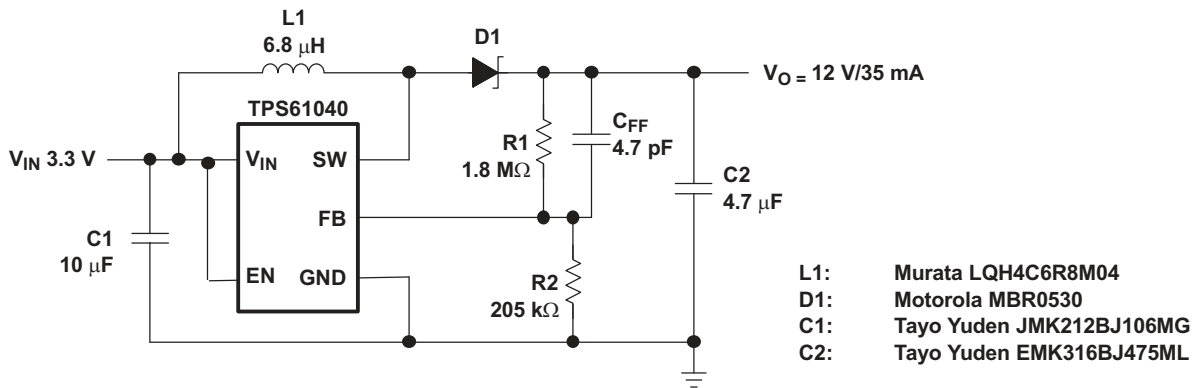 L1
6.8 μH
D1
V_O = 12 V/35 mA
TPS61040
C_FF
4.7 pF
R1
1.8 MΩ
V_IN 3.3 V
V_IN
SW
C2
4.7 μF
FB
C1
10 μF
EN
GND
R2
205 kΩ
L1: Murata LQH4C6R8M04
D1: Motorola MBR0530
C1: Tayo Yuden JMK212BJ106MG
C2: Tayo Yuden EMK316BJ475ML